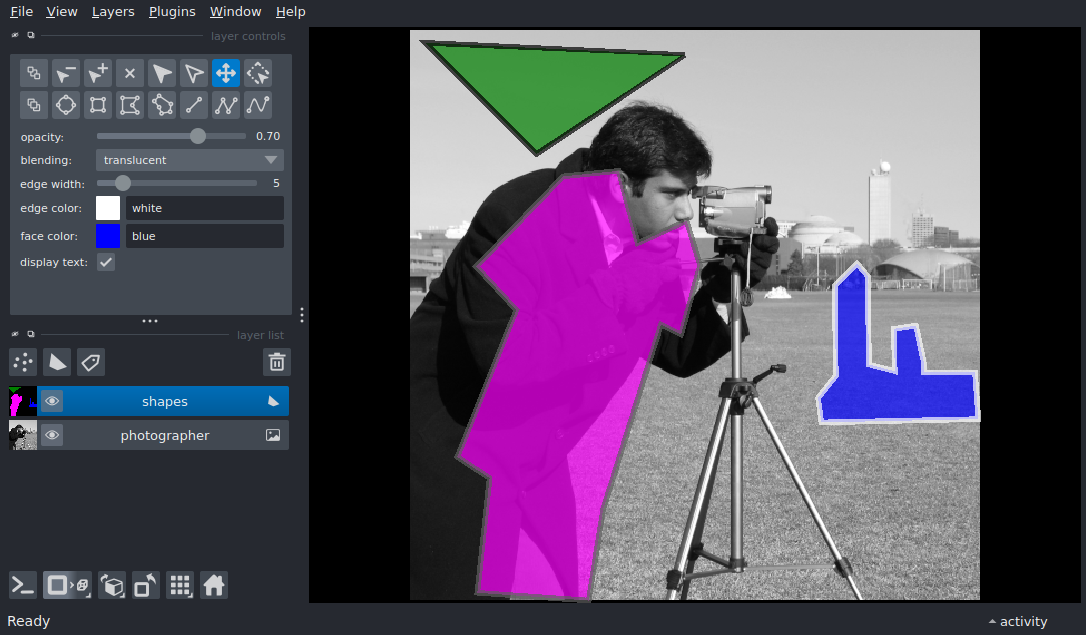 File View Layers Plugins Window Help
layer controls
opacity: 0.70
blending: translucent
edge width: 5
edge color: white
face color: blue
display text:
layer list
shapes
photographer
Ready activity